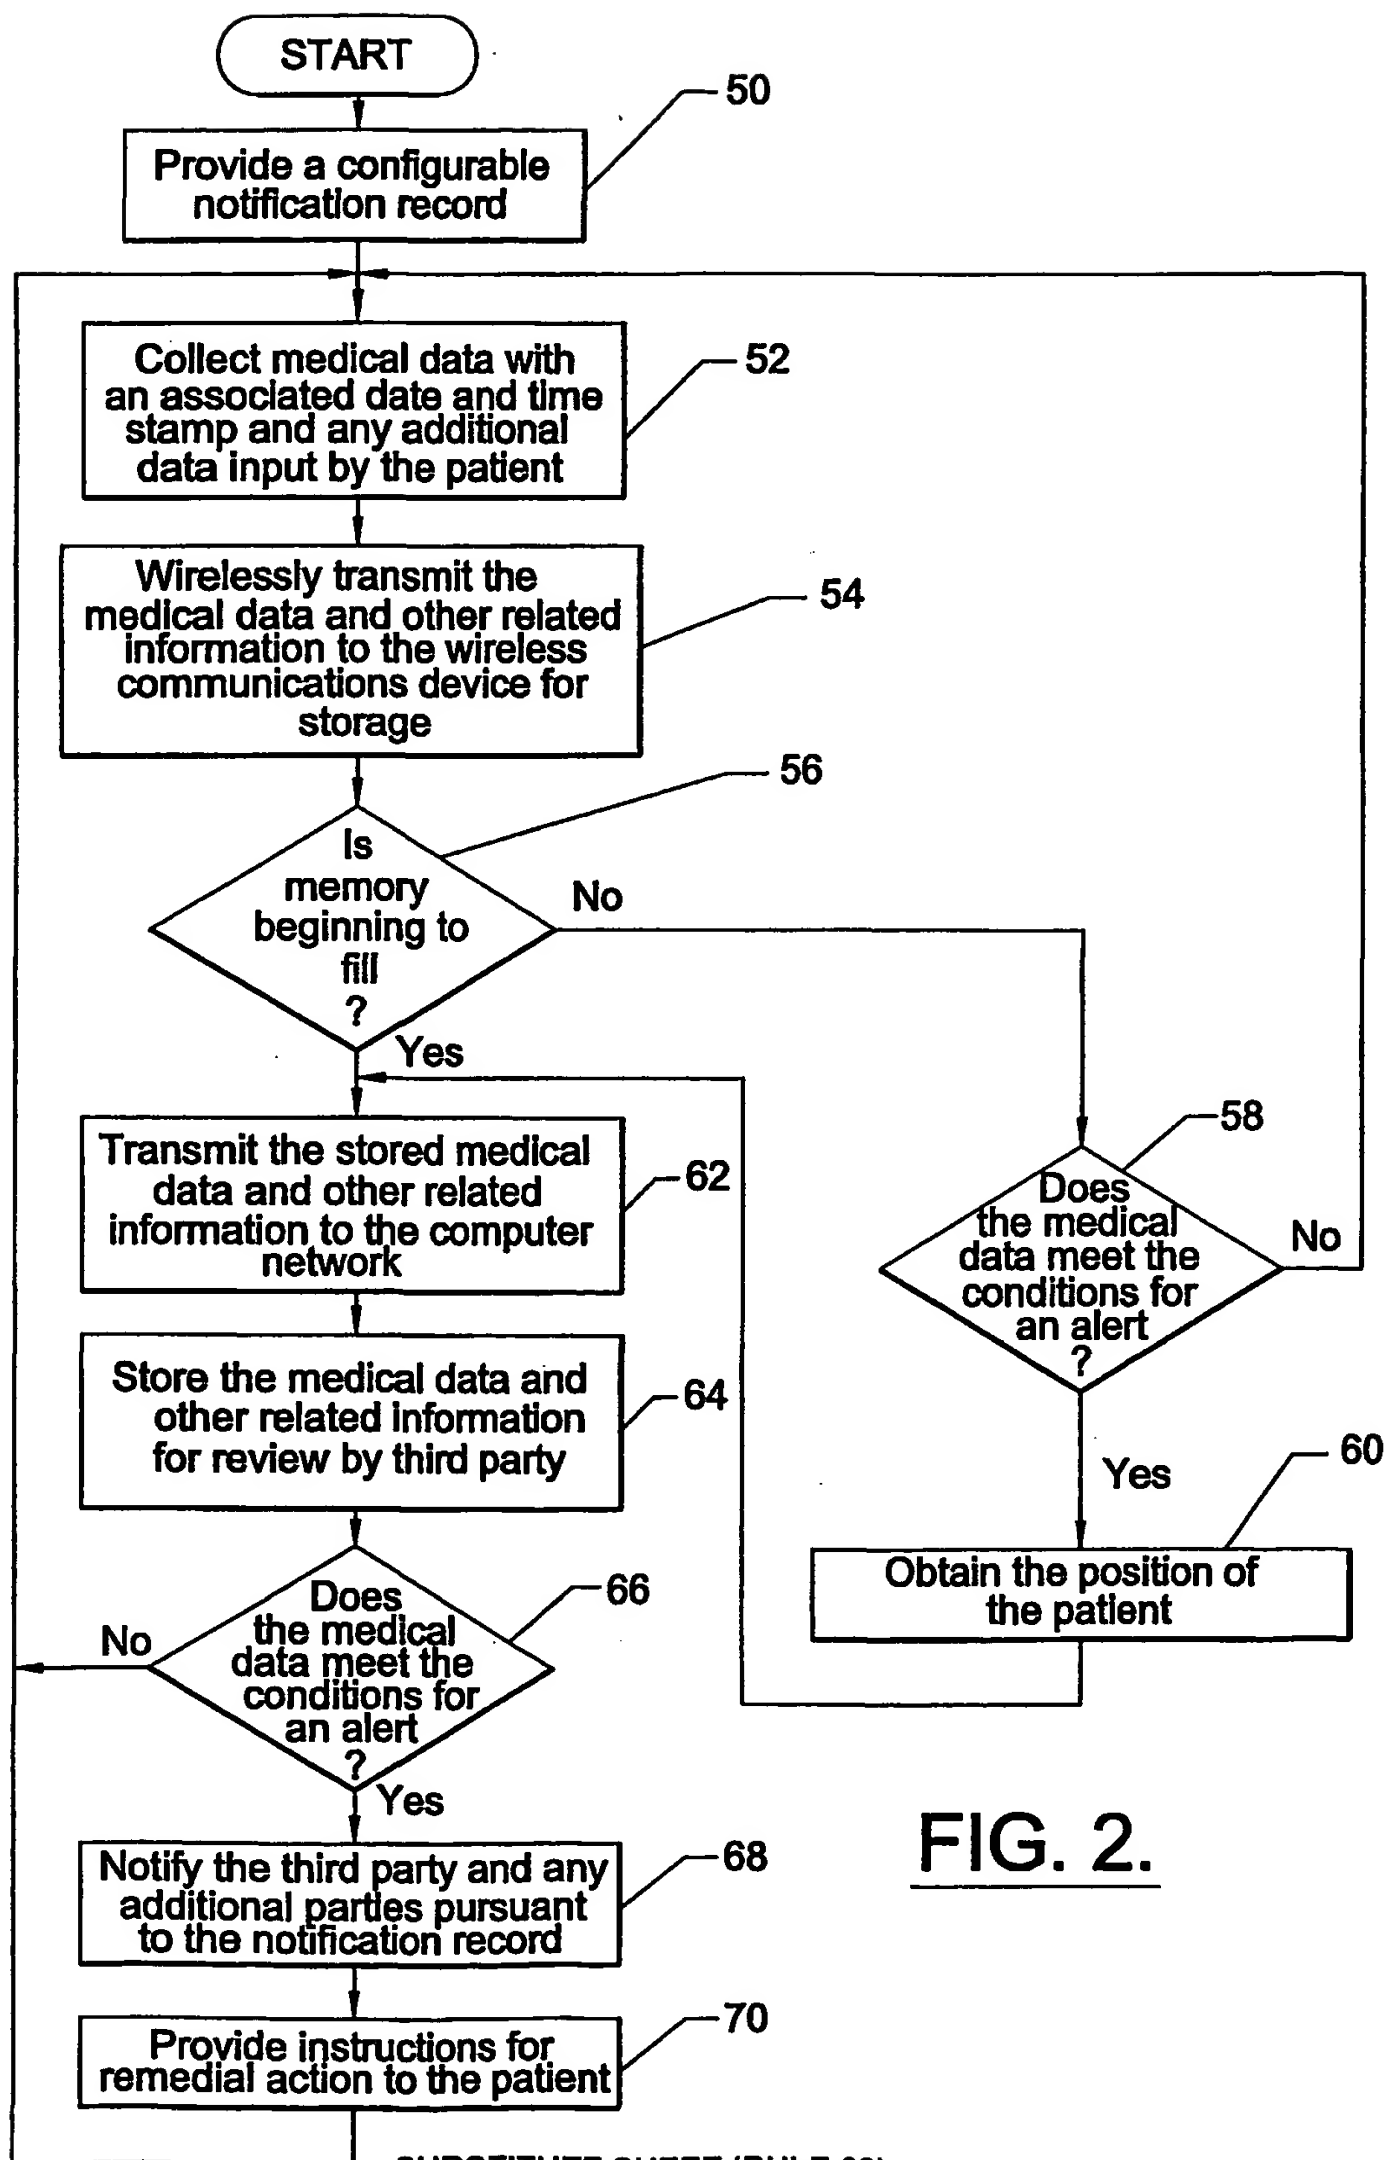 START
50
Provide a configurable
notification record
Collect medical data with
an associated date and time
stamp and any additional
data input by the patient
52
Wirelessly transmit the
medical data and other related
information to the wireless
communications device for
storage
54
56
Is
memory
beginning to
fill
?
No
Yes
58
Does
the medical
data meet the
conditions for
an alert
?
No
Yes
60
Obtain the position of
the patient
Transmit the stored medical
data and other related
information to the computer
network
62
Store the medical data and
other related information
for review by third party
64
66
Does
the medical
data meet the
conditions for
an alert
?
No
Yes
Notify the third party and any
additional parties pursuant
to the notification record
68
Provide instructions for
remedial action to the patient
70
FIG. 2.